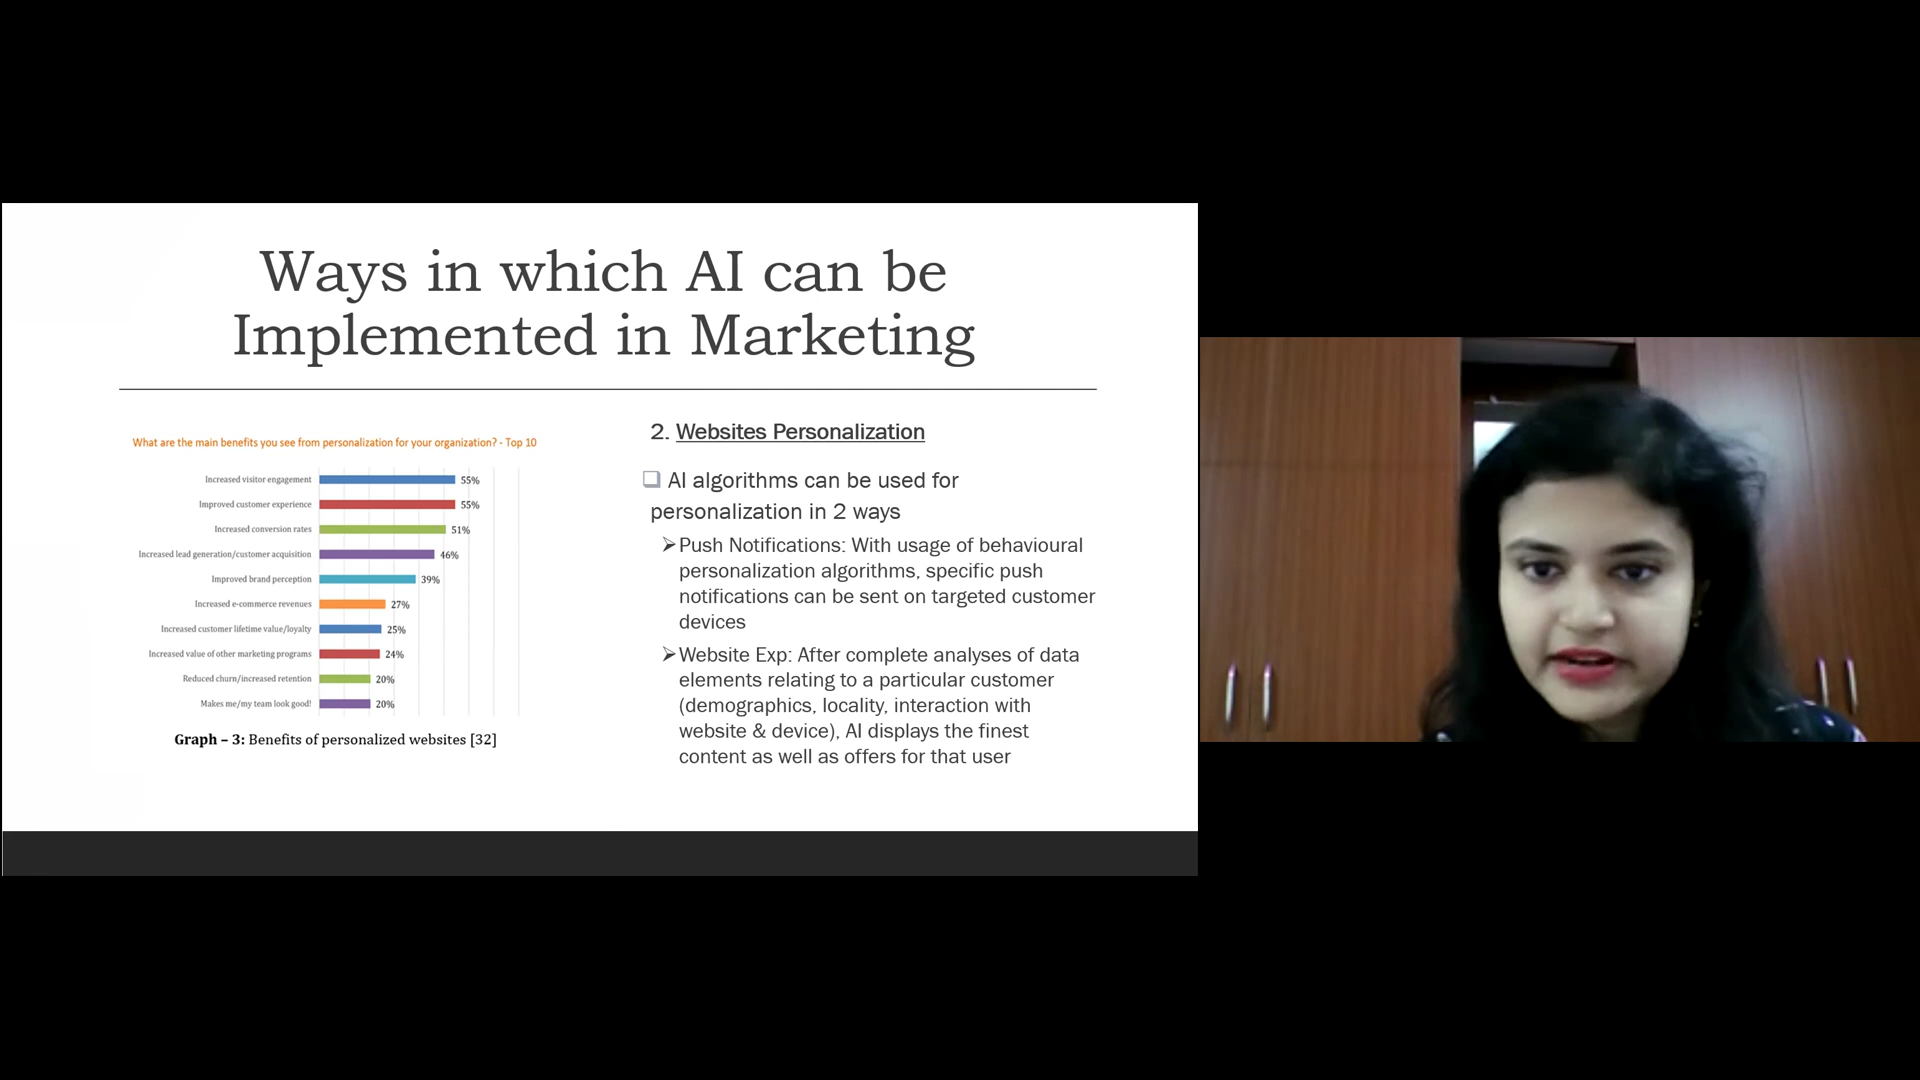 Ways in which AI can be
Implemented in Marketing
What are the main benefits you see from personalization for your organization? - Top 10
Increased visitor engagement 55%
Improved customer experience 55%
Increased conversion rates 51%
Increased lead generation/customer acquisition 46%
Improved brand perception 39%
Increased e-commerce revenues 27%
Increased customer lifetime value/loyalty 25%
Increased value of other marketing programs 24%
Reduced churn/increased retention 20%
Makes me/my team look good! 20%
Graph – 3: Benefits of personalized websites [32]
2. Websites Personalization
❑ AI algorithms can be used for
personalization in 2 ways
➢Push Notifications: With usage of behavioural
personalization algorithms, specific push
notifications can be sent on targeted customer
devices
➢Website Exp: After complete analyses of data
elements relating to a particular customer
(demographics, locality, interaction with
website & device), AI displays the finest
content as well as offers for that user